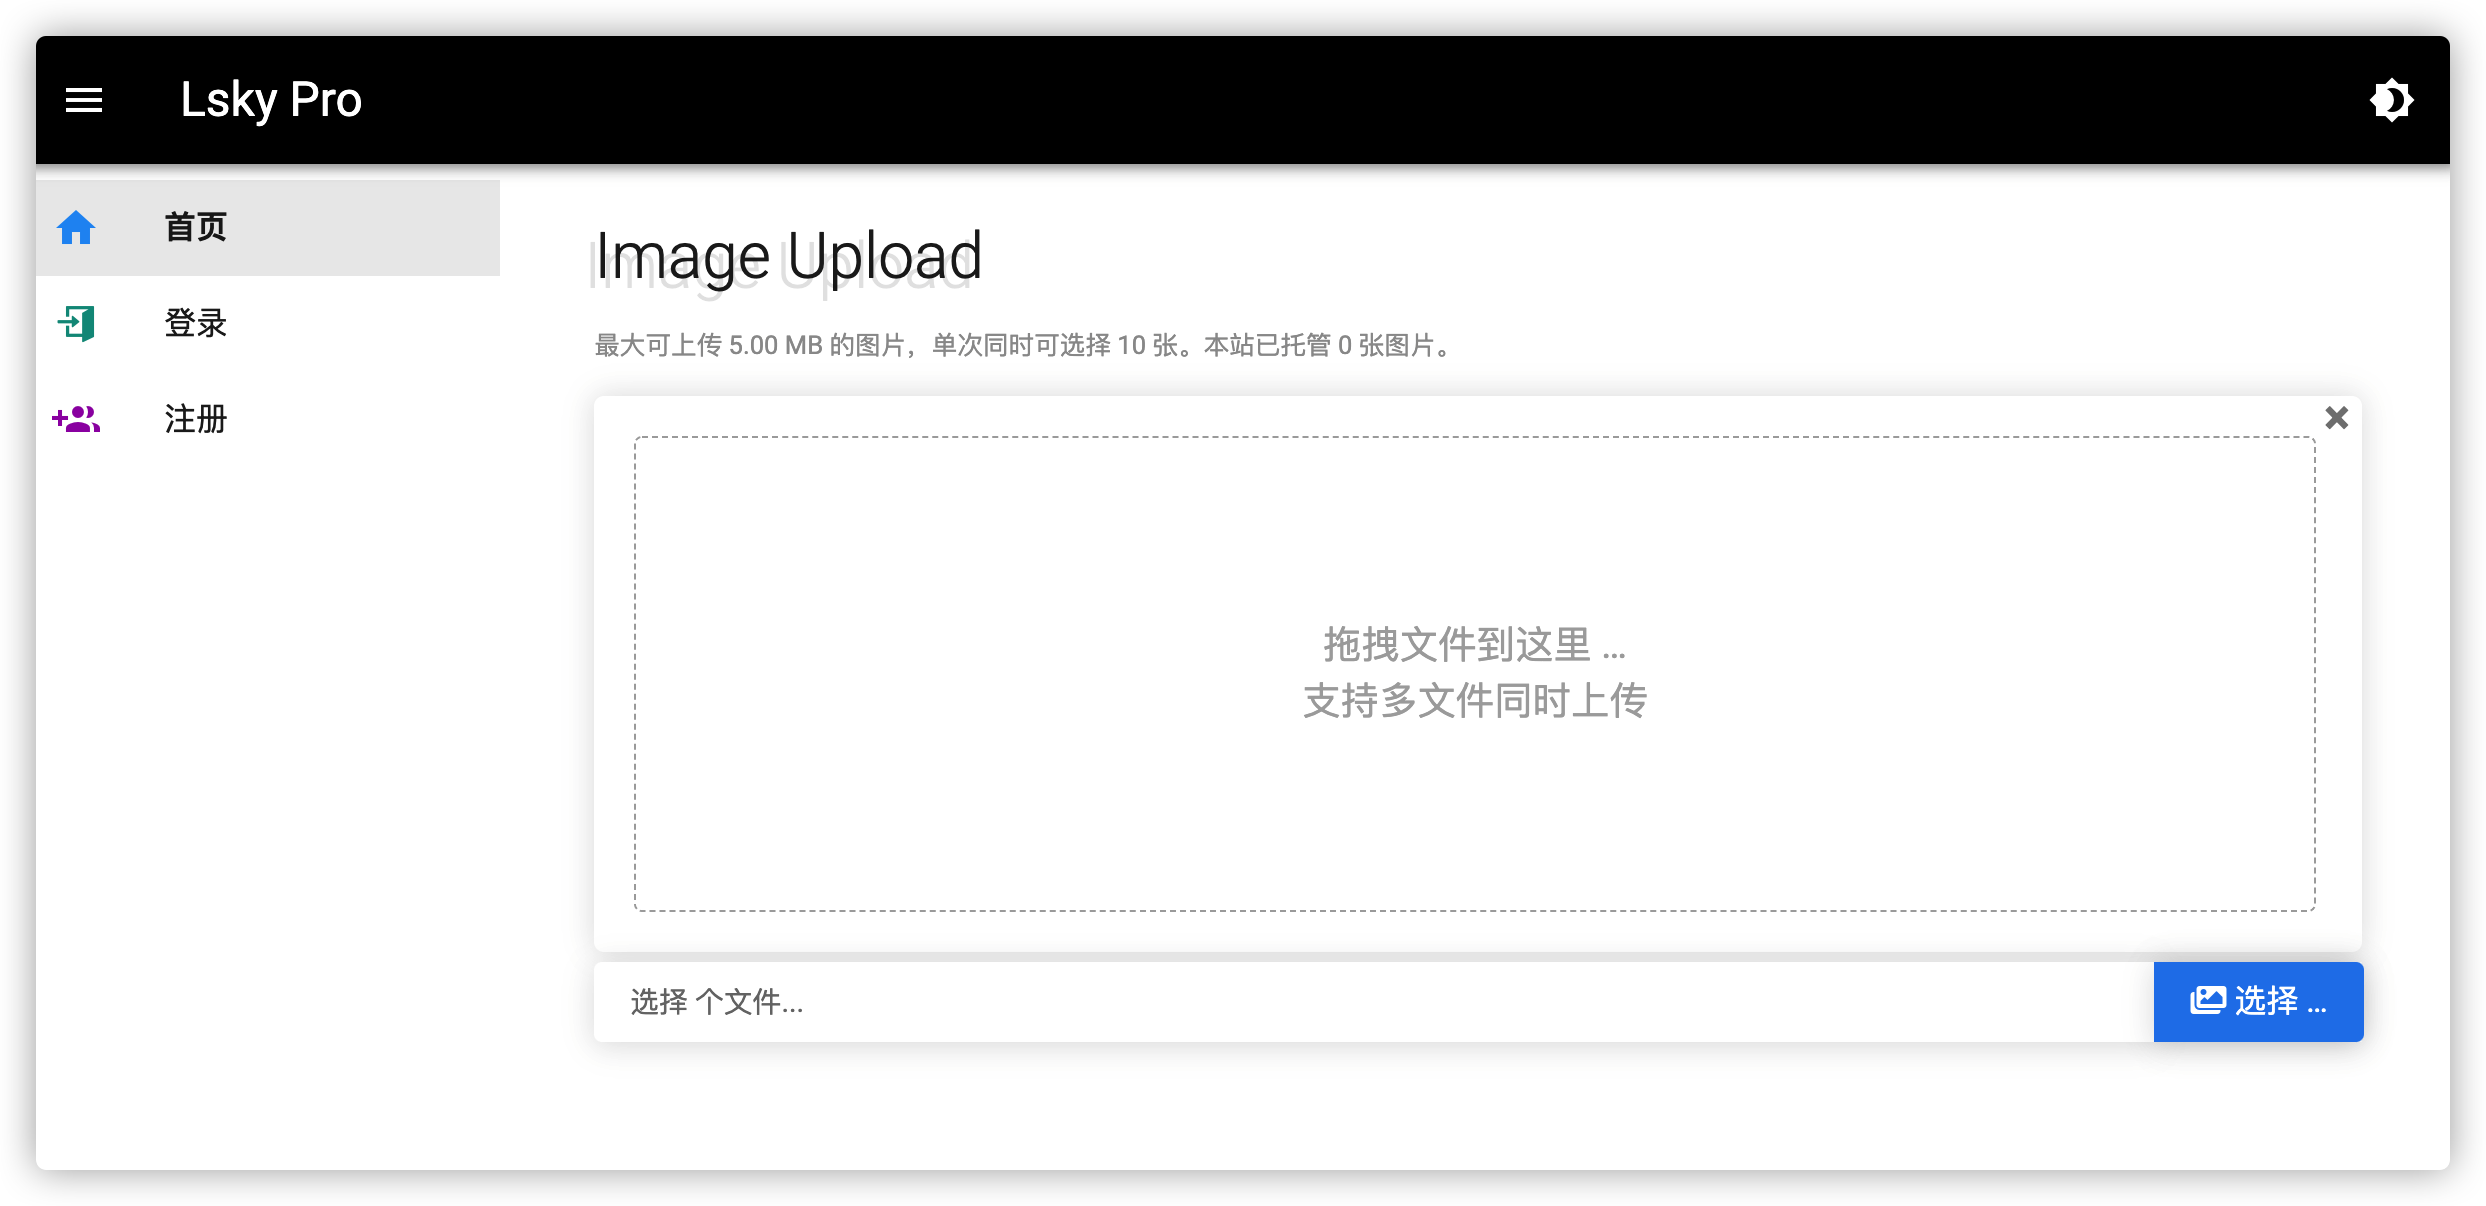 Lsky Pro
首页
登录
注册
Image Upload
最大可上传 5.00 MB 的图片，单次同时可选择 10 张。本站已托管 0 张图片。
拖拽文件到这里 ...
支持多文件同时上传
选择 个文件...
选择 ...